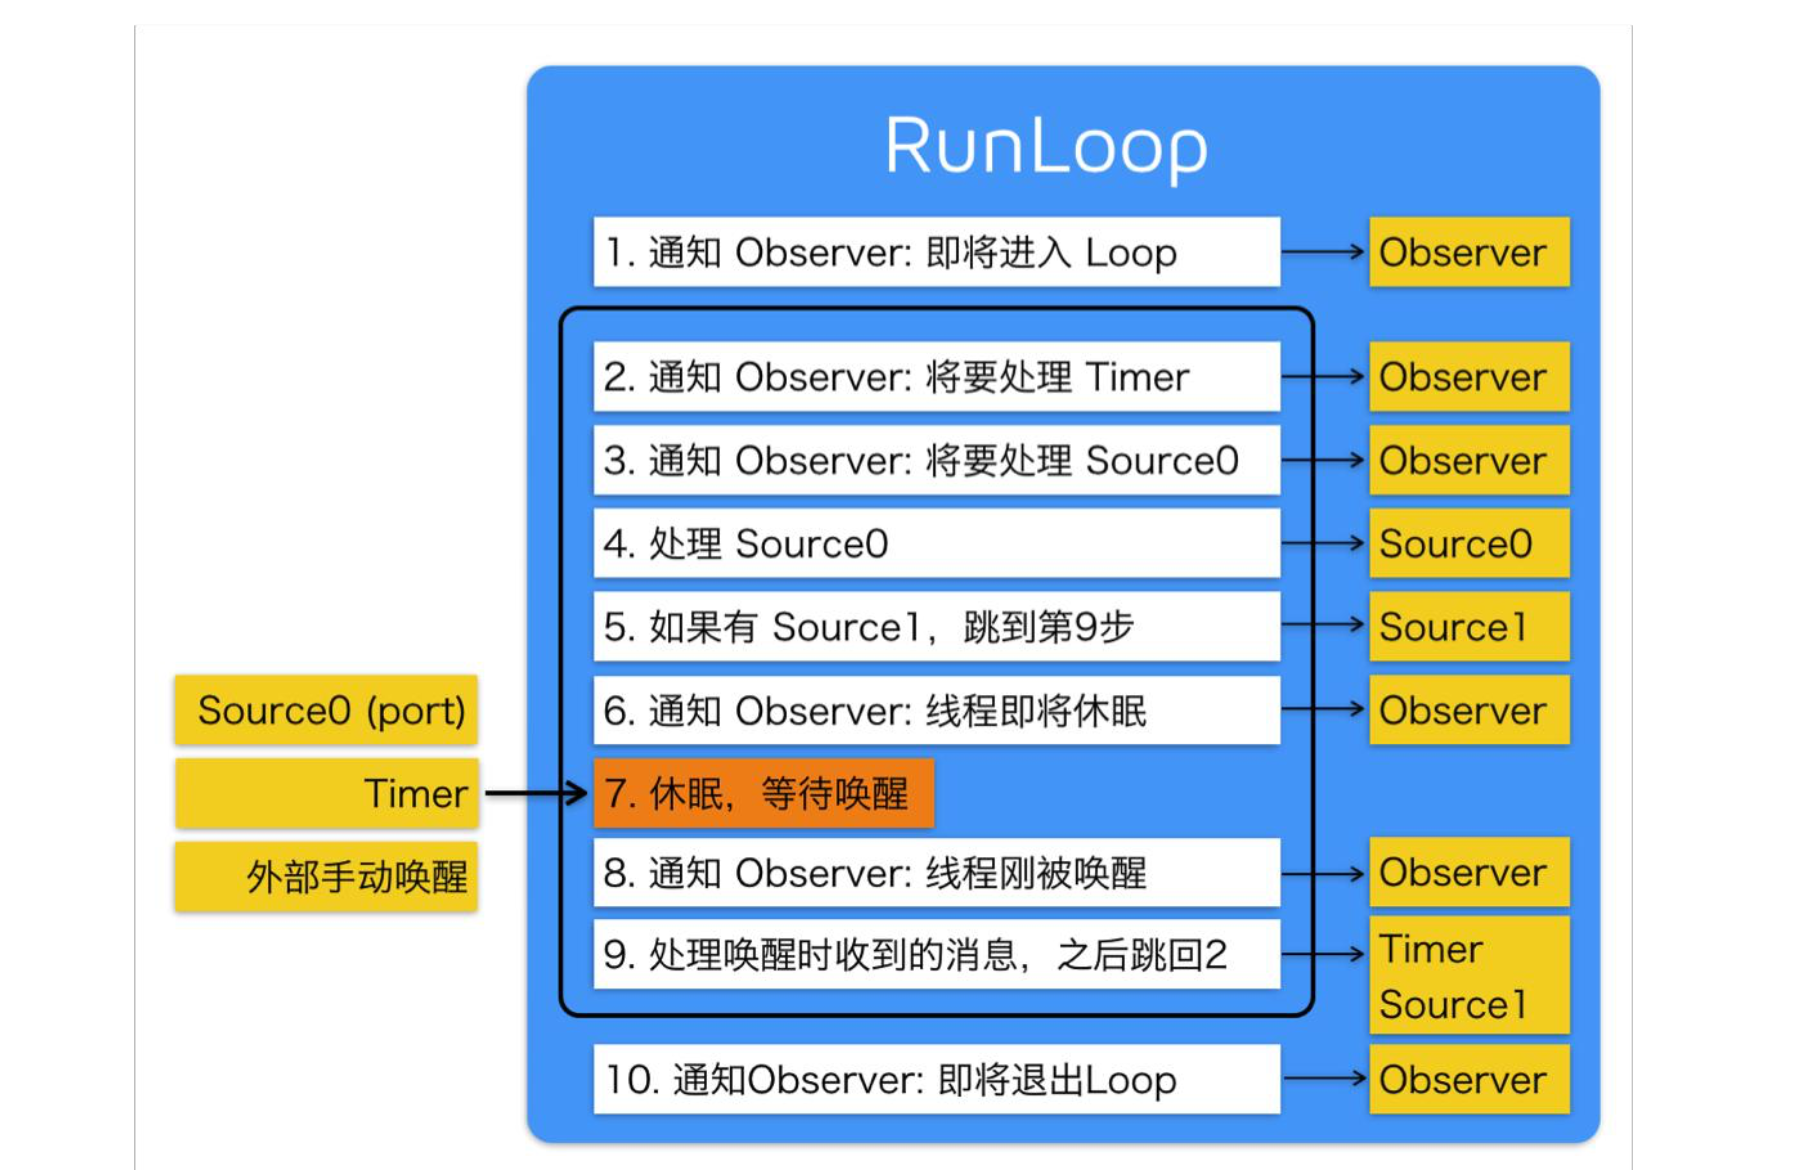 RunLoop
1. 通知 Observer: 即将进入 Loop
Observer
2. 通知 Observer: 将要处理 Timer
Observer
3. 通知 Observer: 将要处理 Source0
Observer
4. 处理 Source0
Source0
5. 如果有 Source1，跳到第9步
Source1
Source0 (port)
6. 通知 Observer: 线程即将休眠
Observer
Timer
7. 休眠，等待唤醒
外部手动唤醒
8. 通知 Observer: 线程刚被唤醒
Observer
9. 处理唤醒时收到的消息，之后跳回2
Timer
Source1
10. 通知Observer: 即将退出Loop
Observer